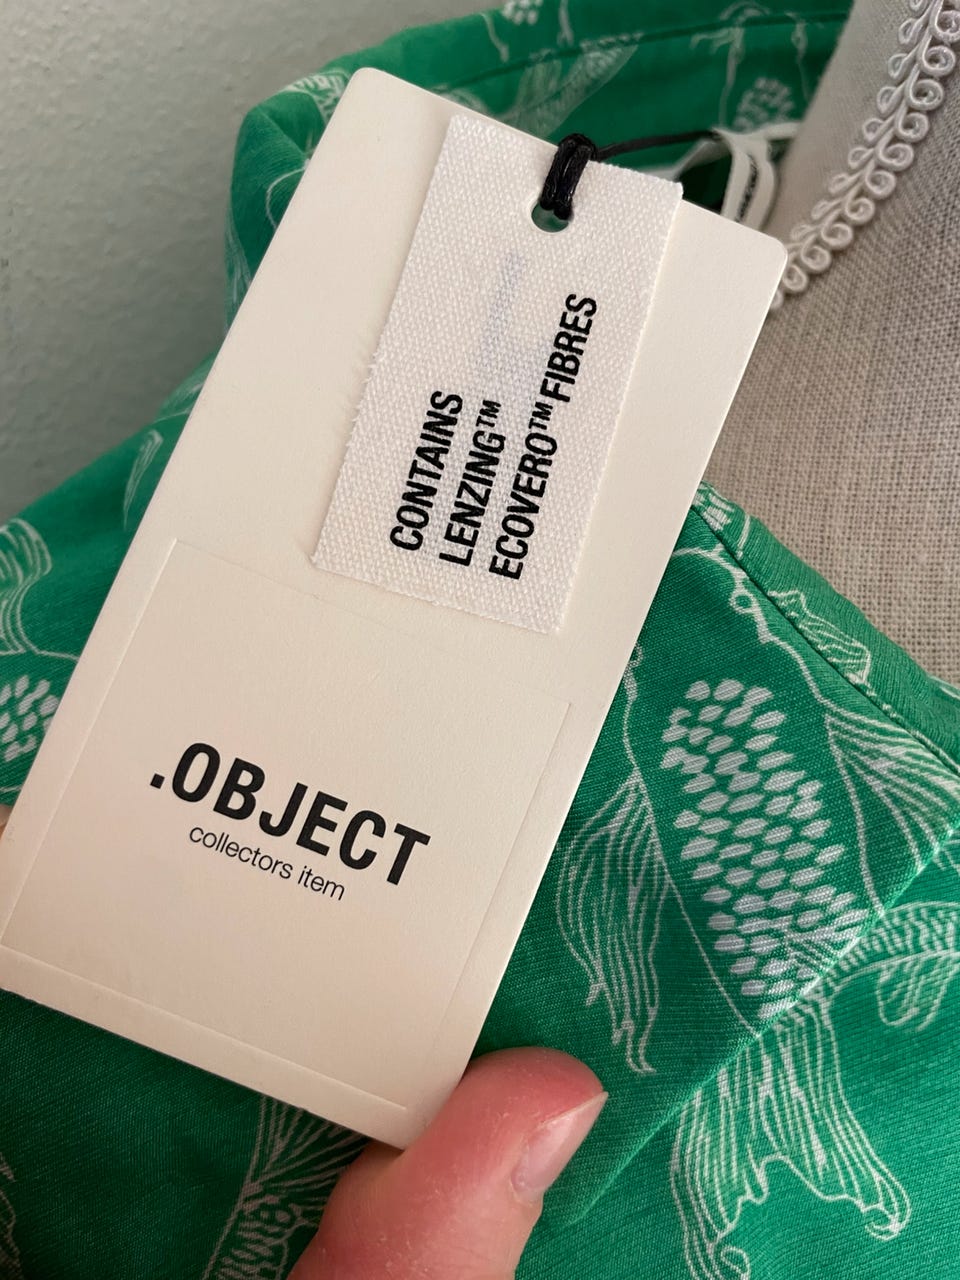 CONTAINS
LENZING™
ECOVERO™ FIBRES
.OBJECT
collectors item